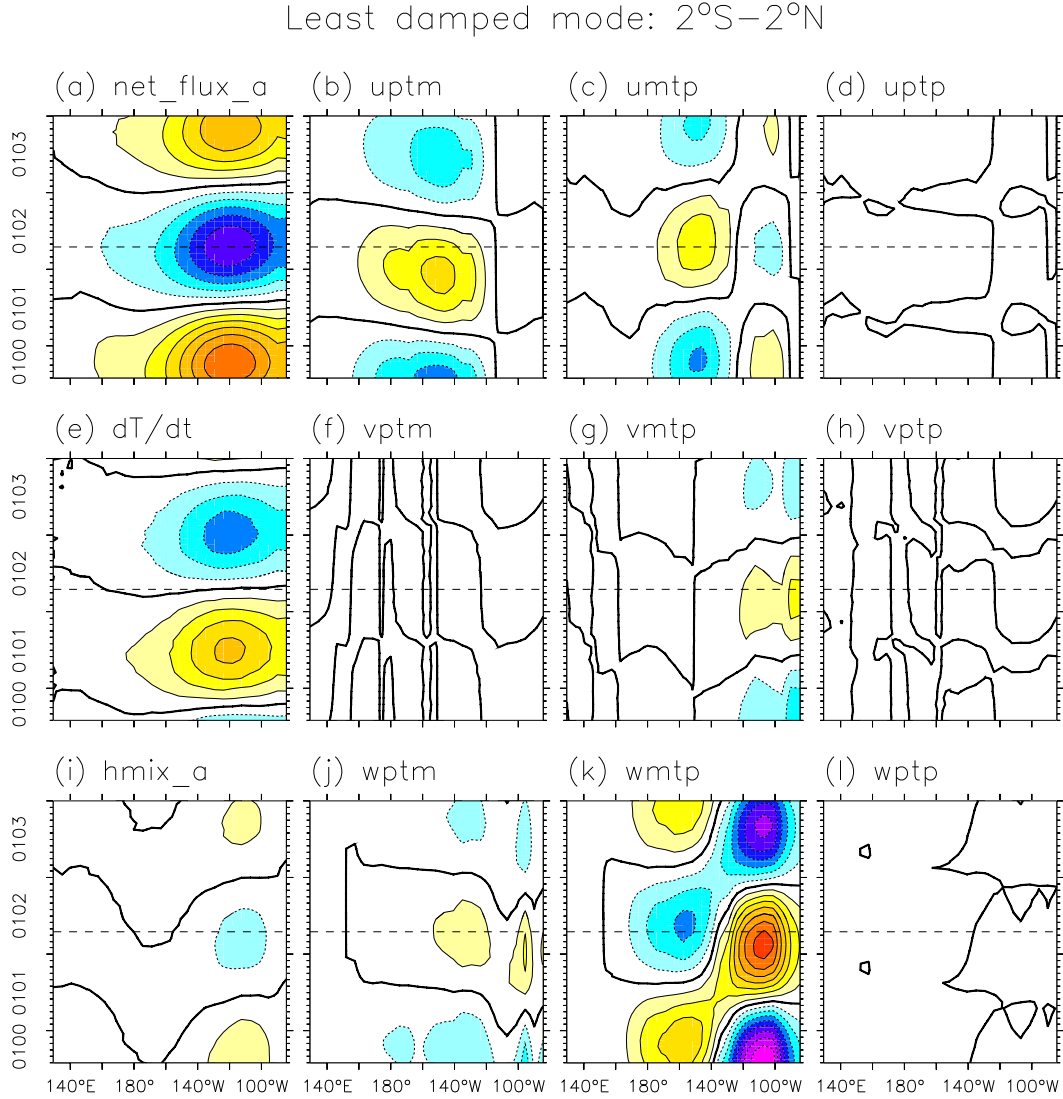 Least damped mode: 2°S−2°N
(a) net_flux_a
(b) uptm
(c) umtp
(d) uptp
0103
0102
0101
0100
(e) dT/dt
(f) vptm
(g) vmtp
(h) vptp
0103
0102
0101
0100
(i) hmix_a
(j) wptm
(k) wmtp
(l) wptp
0103
0102
0101
0100
140°E 180° 140°W 100°W
140°E 180° 140°W 100°W
140°E 180° 140°W 100°W
140°E 180° 140°W 100°W